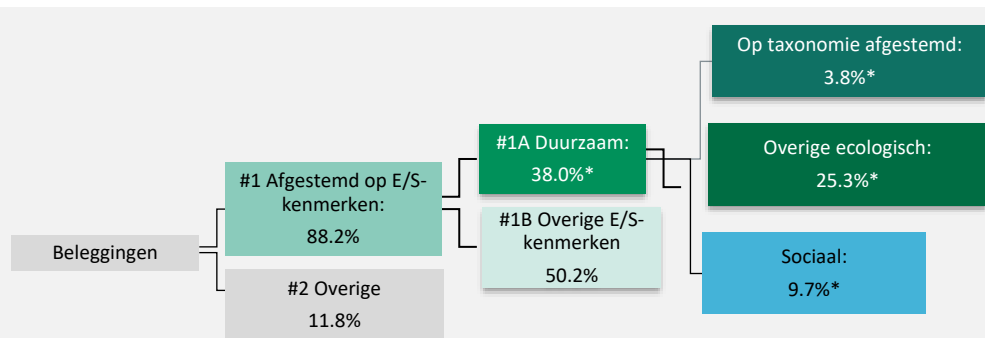 Beleggingen
#1 Afgestemd op E/S-
kenmerken:
88.2%
#2 Overige
11.8%
#1A Duurzaam:
38.0%*
#1B Overige E/S-
kenmerken
50.2%
Op taxonomie afgestemd:
3.8%*
Overige ecologisch:
25.3%*
Sociaal:
9.7%*